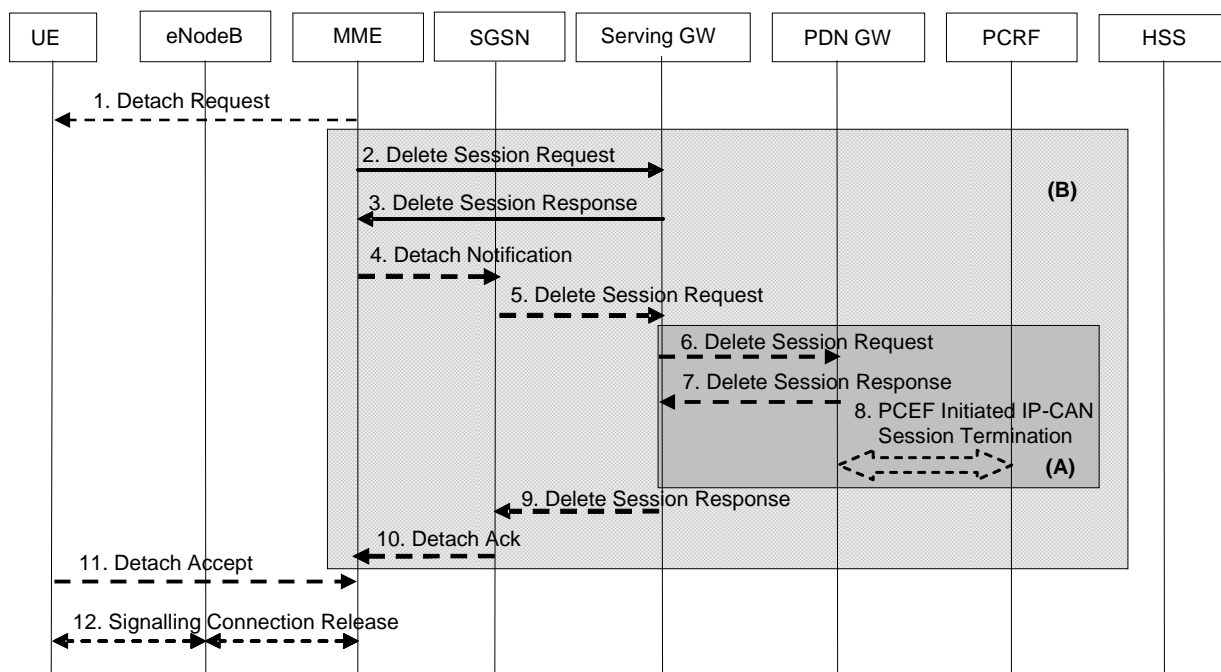 UE
eNodeB
MME
SGSN
Serving GW
PDN GW
PCRF
HSS
1. Detach Request
2. Delete Session Request
(B)
3. Delete Session Response
4. Detach Notification
5. Delete Session Request
6. Delete Session Request
7. Delete Session Response
8. PCEF Initiated IP-CAN
Session Termination
(A)
9. Delete Session Response
10. Detach Ack
11. Detach Accept
12. Signalling Connection Release